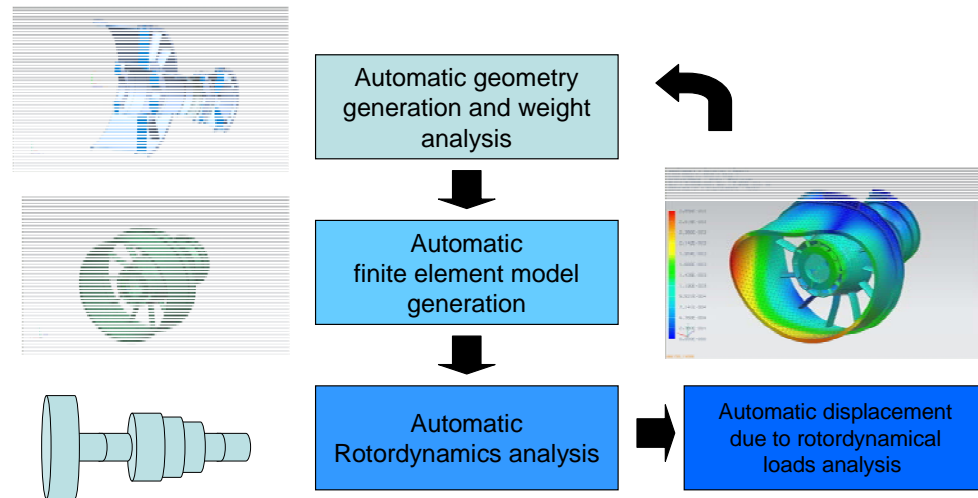 Automatic geometry
generation and weight
analysis
Automatic
finite element model
generation
Automatic
Rotordynamics analysis
Automatic displacement
due to rotordynamical
loads analysis